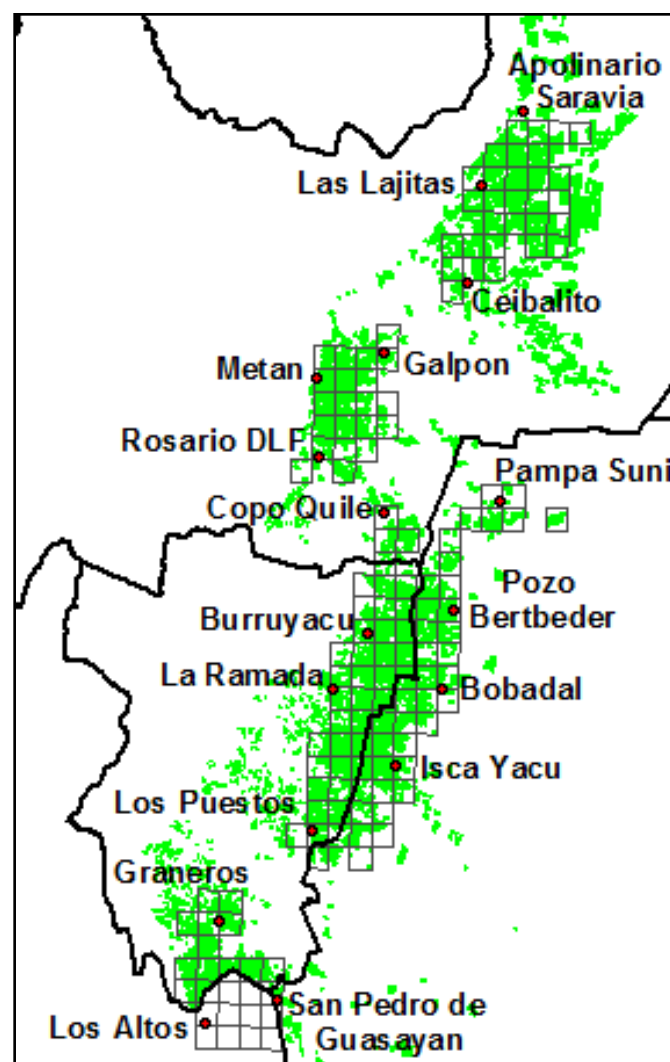 Apolinario
Saravia
Las Lajitas
Ceibalito
Metan
Galpon
Rosario DLF
Pampa Suni
Copo Quile
Pozo
Bertbeder
Burruyacu
La Ramada
Bobadal
Isca Yacu
Los Puestos
Graneros
San Pedro de
Guasayan
Los Altos